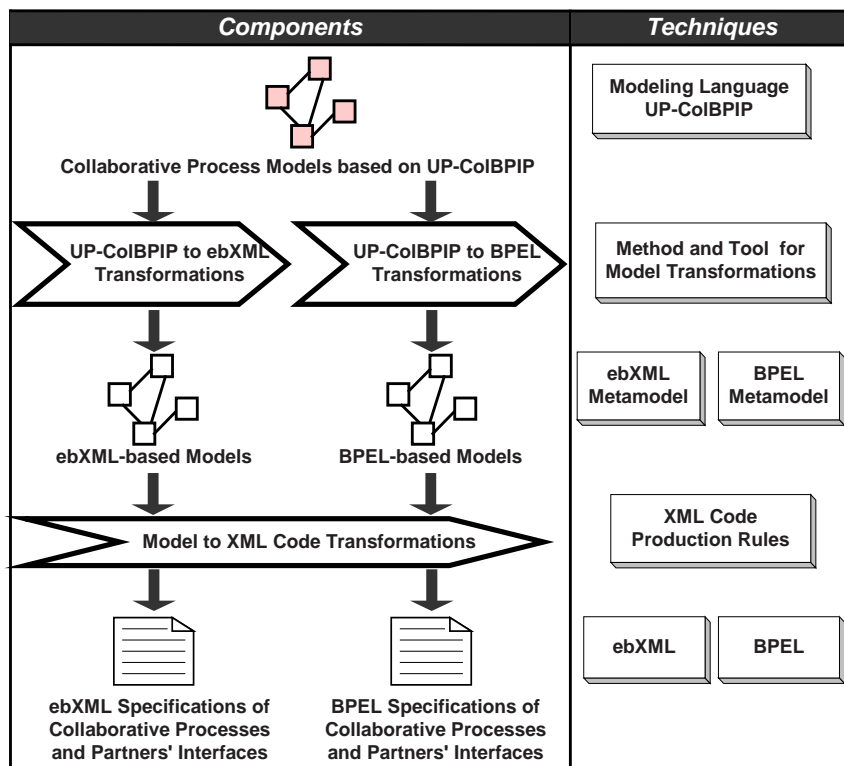 Components
Techniques
Modeling Language
UP-ColBPIP
Collaborative Process Models based on UP-ColBPIP
UP-ColBPIP to ebXML
Transformations
UP-ColBPIP to BPEL
Transformations
Method and Tool for
Model Transformations
ebXML
Metamodel
BPEL
Metamodel
ebXML-based Models
BPEL-based Models
Model to XML Code Transformations
XML Code
Production Rules
ebXML
BPEL
ebXML Specifications of
Collaborative Processes
and Partners' Interfaces
BPEL Specifications of
Collaborative Processes
and Partners' Interfaces